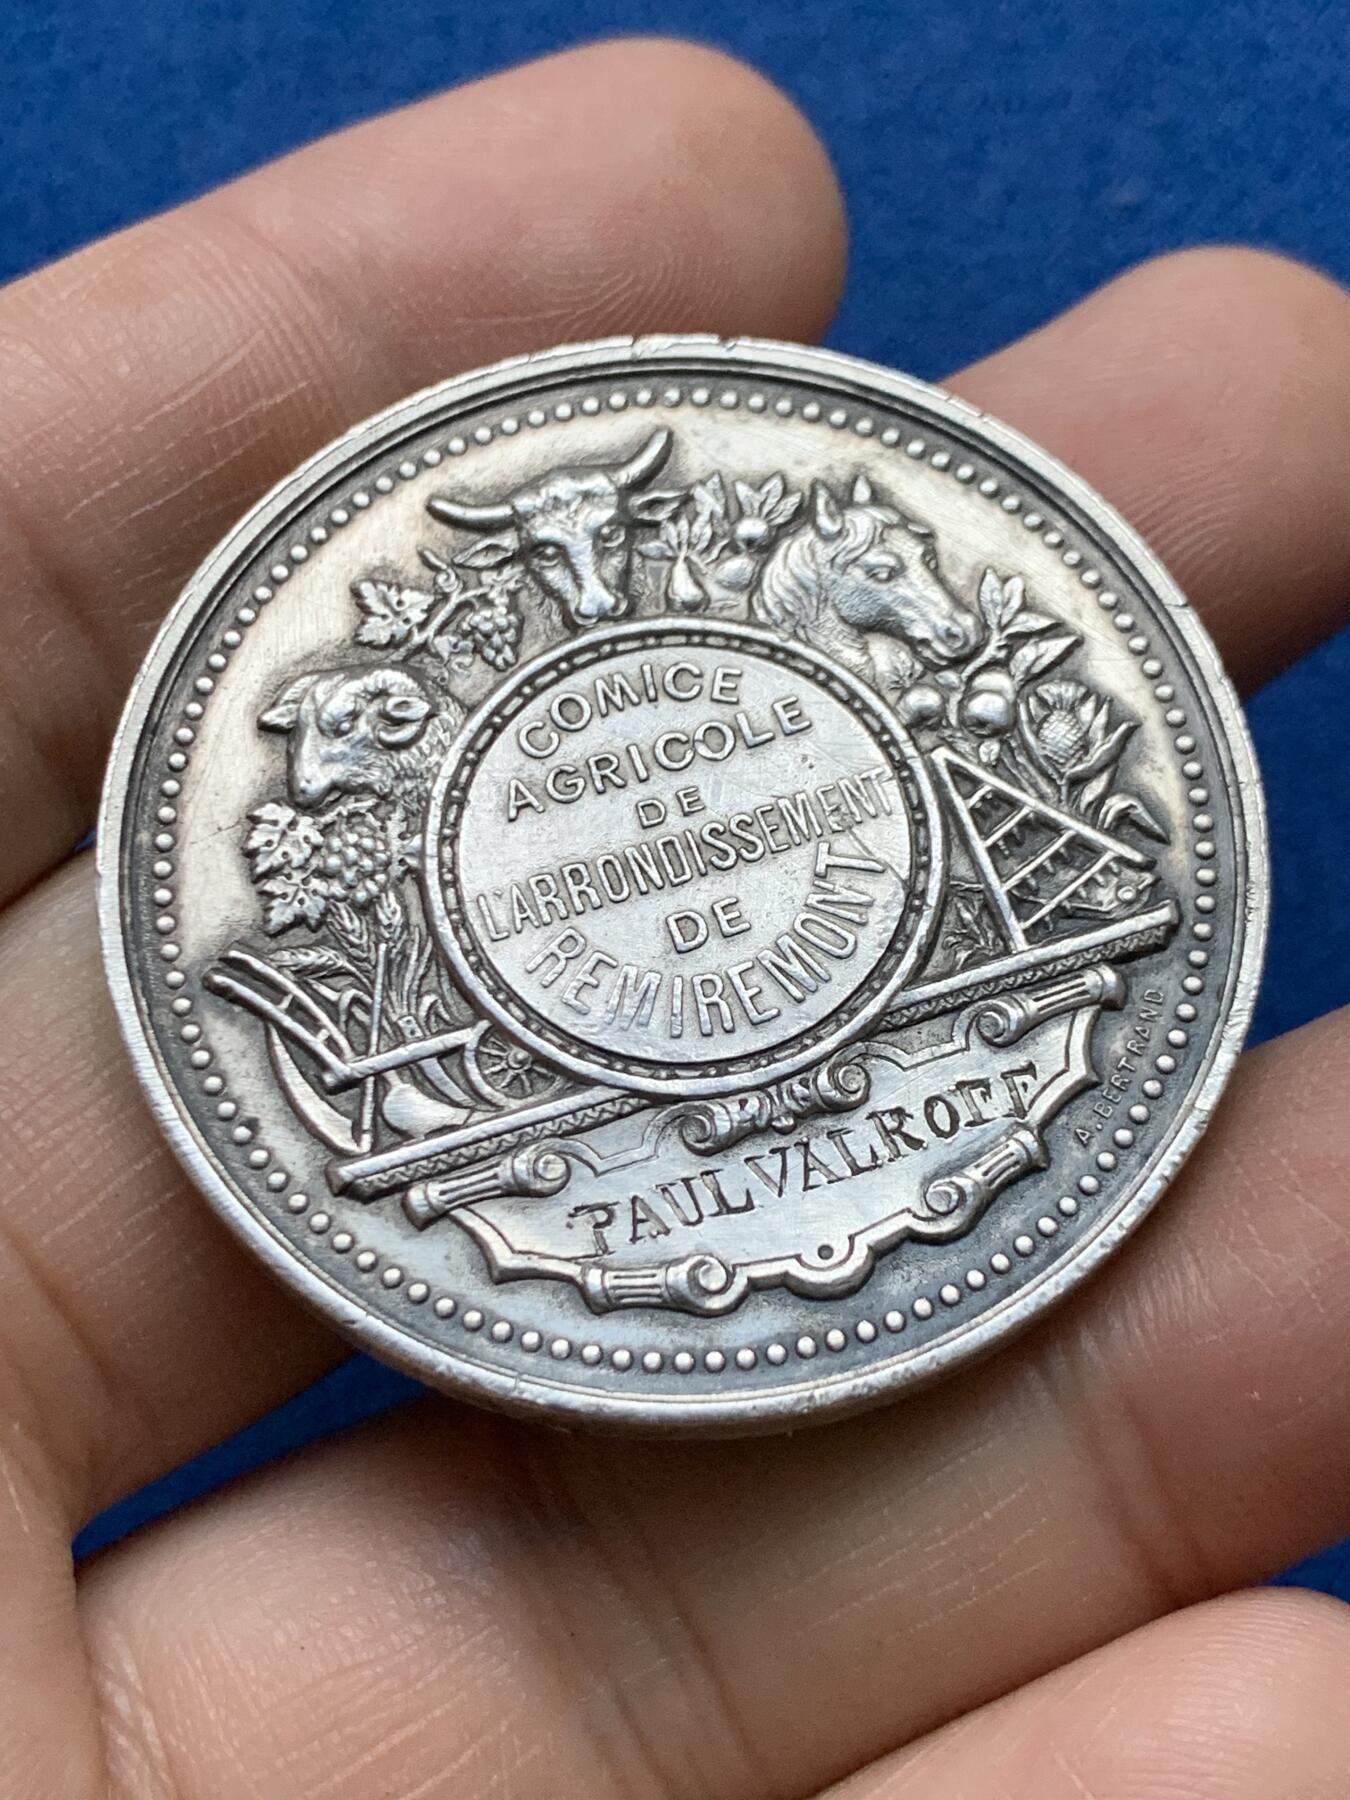 COMICE
AGRICOLE
DE
L'ARRONDISSEMENT
DE
REMIREMONT
PAUL VALROFF
A. BERTRAND